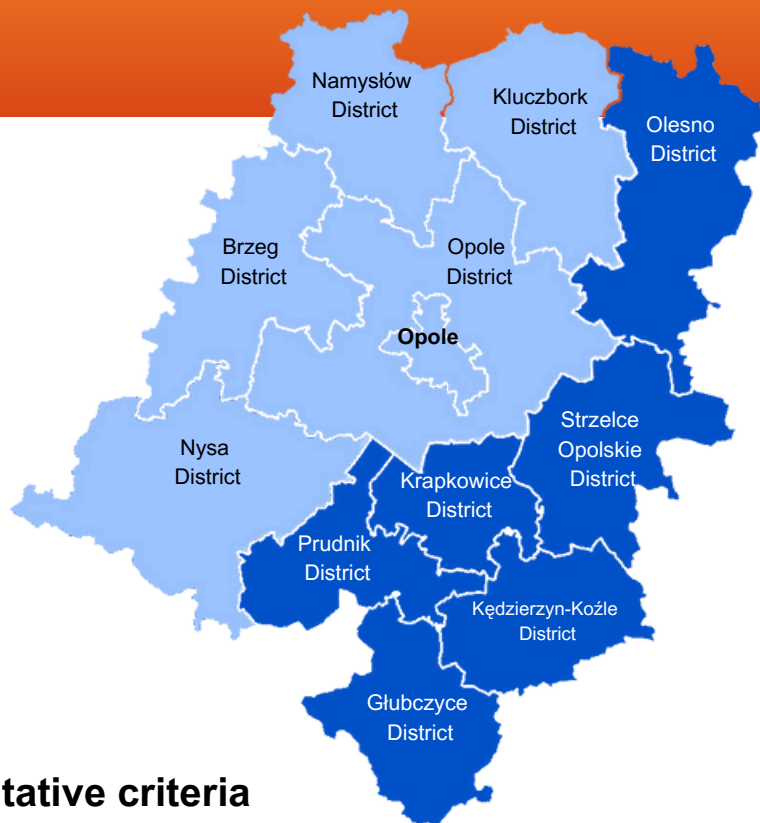 Namysłów
District
Kluczbork
District
Olesno
District
Brzeg
District
Opole
District
Opole
Strzelce
Opolskie
District
Nysa
District
Krapkowice
District
Prudnik
District
Kędzierzyn-Koźle
District
Głubczyce
District
tative criteria